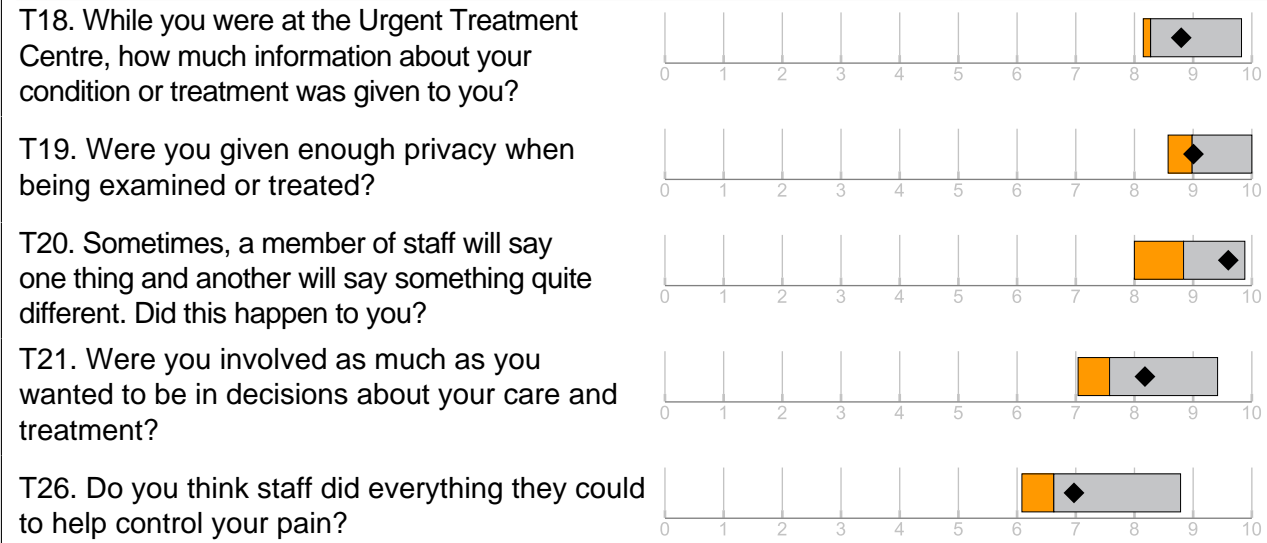 T18. While you were at the Urgent Treatment
Centre, how much information about your
condition or treatment was given to you?
0 1 2 3 4 5 6 7 8 9 10
T19. Were you given enough privacy when
being examined or treated?
0 1 2 3 4 5 6 7 8 9 10
T20. Sometimes, a member of staff will say
one thing and another will say something quite
different. Did this happen to you?
0 1 2 3 4 5 6 7 8 9 10
T21. Were you involved as much as you
wanted to be in decisions about your care and
treatment?
0 1 2 3 4 5 6 7 8 9 10
T26. Do you think staff did everything they could
to help control your pain?
0 1 2 3 4 5 6 7 8 9 10